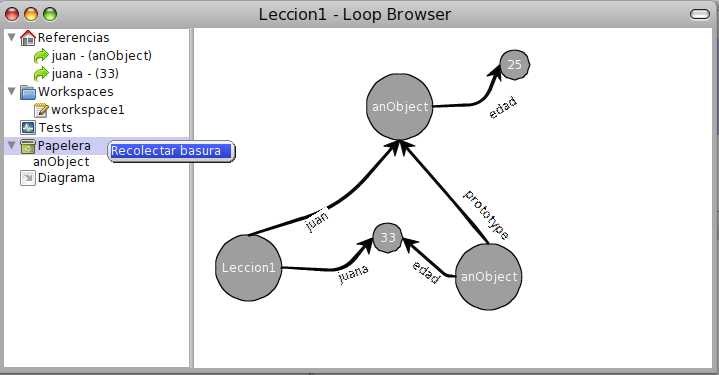 Leccion1 - Loop Browser
Referencias
juan - (anObject)
juana - (33)
Workspaces
workspace1
Tests
Papelera
Recolectar basura
anObject
Diagrama
25
anObject
edad
juan
prototype
33
Leccion1
juana
edad
anObject